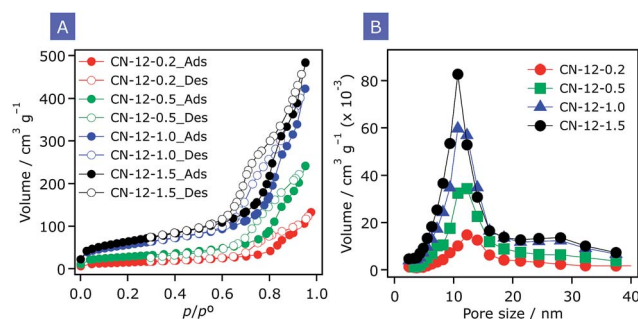 A
Volume / cm³ g⁻¹
500
400
300
200
100
0
CN-12-0.2_Ads
CN-12-0.2_Des
CN-12-0.5_Ads
CN-12-0.5_Des
CN-12-1.0_Ads
CN-12-1.0_Des
CN-12-1.5_Ads
CN-12-1.5_Des
0.0 0.2 0.4 0.6 0.8 1.0
p/p⁰
B
Volume / cm³ g⁻¹ (x 10⁻³)
80
60
40
20
0
CN-12-0.2
CN-12-0.5
CN-12-1.0
CN-12-1.5
0 10 20 30 40
Pore size / nm